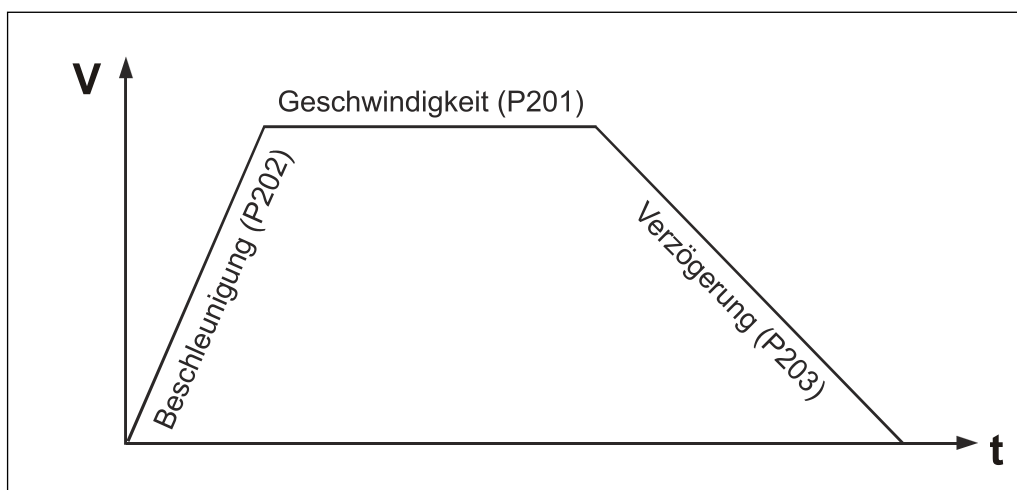 V
Geschwindigkeit (P201)
Beschleunigung (P202)
Verzögerung (P203)
t